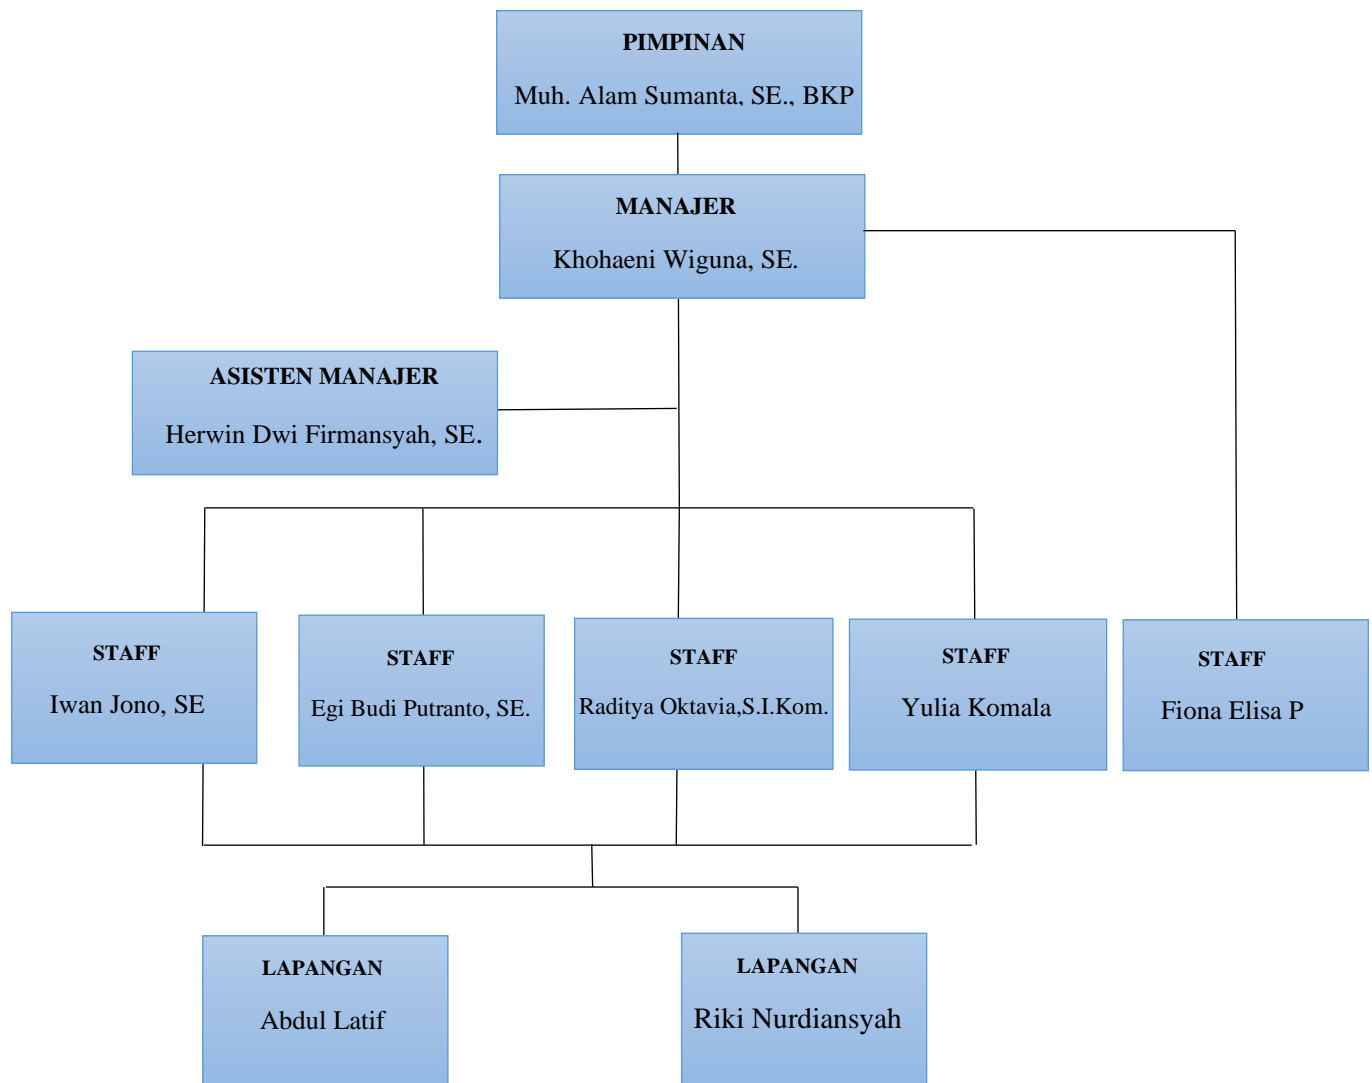 PIMPINAN
Muh. Alam Sumanta, SE., BKP
MANAJER
Khohaeni Wiguna, SE.
ASISTEN MANAJER
Herwin Dwi Firmansyah, SE.
STAFF
Iwan Jono, SE
STAFF
Egi Budi Putranto, SE.
STAFF
Raditya Oktavia,S.I.Kom.
STAFF
Yulia Komala
STAFF
Fiona Elisa P
LAPANGAN
Abdul Latif
LAPANGAN
Riki Nurdiansyah